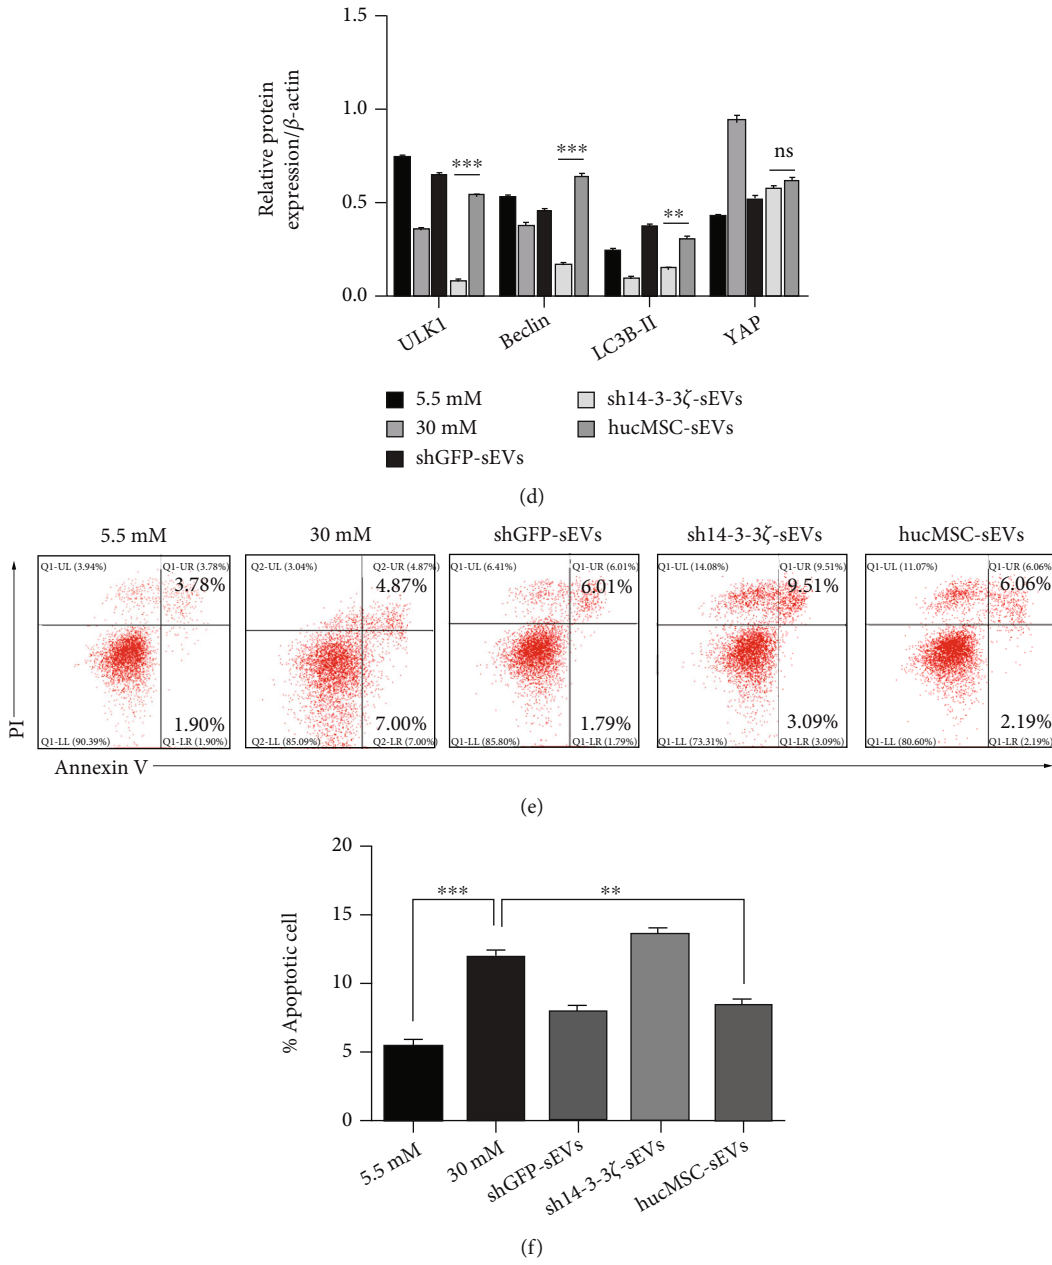 1.5
1.0
0.5
0.0
Relative protein
expression/β-actin
***
***
**
ns
ULK1
Beclin
LC3B-II
YAP
5.5 mM
30 mM
shGFP-sEVs
sh14-3-3ζ-sEVs
hucMSC-sEVs
(d)
5.5 mM
30 mM
shGFP-sEVs
sh14-3-3ζ-sEVs
hucMSC-sEVs
Q1-UL (3.94%)
Q1-UR (3.78%)
3.78%
1.90%
Q1-LL (90.39%)
Q1-LR (1.90%)
Q2-UL (3.04%)
Q2-UR (4.87%)
4.87%
7.00%
Q2-LL (85.09%)
Q2-LR (7.00%)
Q1-UL (6.41%)
Q1-UR (6.01%)
6.01%
1.79%
Q1-LL (85.80%)
Q1-LR (1.79%)
Q1-UL (14.08%)
Q1-UR (9.51%)
9.51%
3.09%
Q1-LL (73.31%)
Q1-LR (3.09%)
Q1-UL (11.07%)
Q1-UR (6.06%)
6.06%
2.19%
Q1-LL (80.60%)
Q1-LR (2.19%)
PI
Annexin V
(e)
20
15
10
5
0
% Apoptotic cell
***
**
5.5 mM
30 mM
shGFP-sEVs
sh14-3-3ζ-sEVs
hucMSC-sEVs
(f)